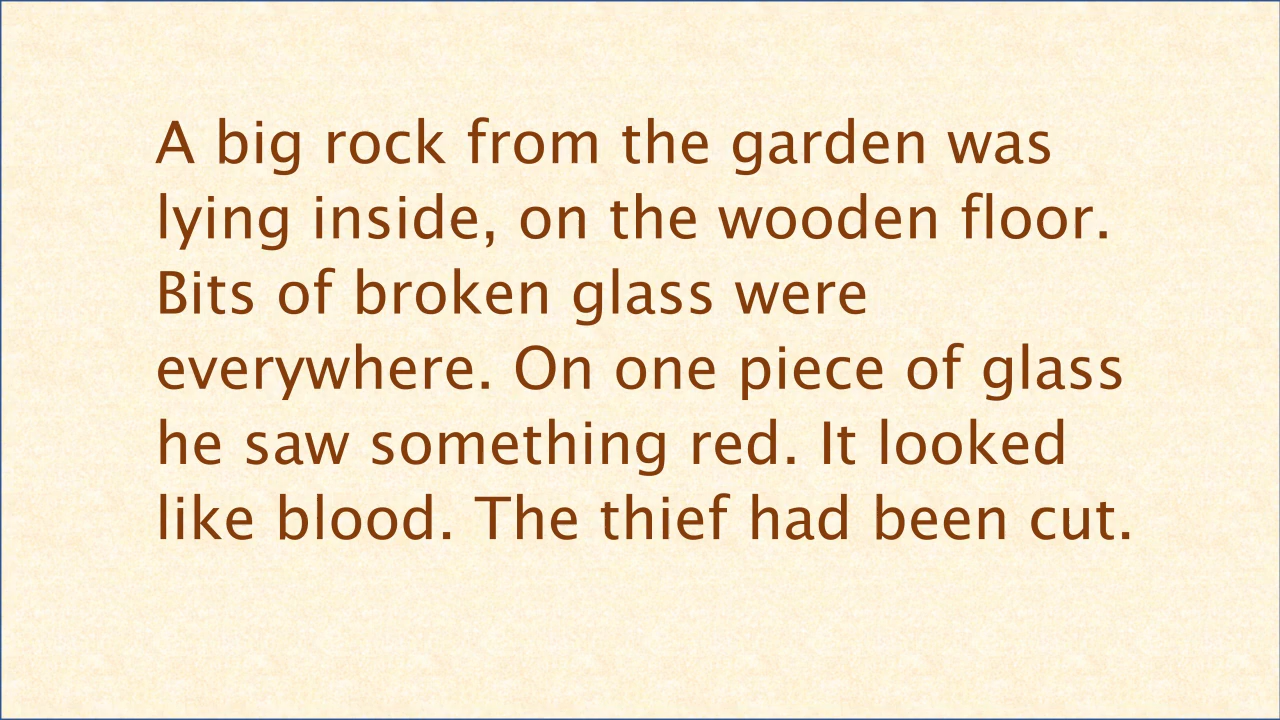 A big rock from the garden was
lying inside, on the wooden floor.
Bits of broken glass were
everywhere. On one piece of glass
he saw something red. It looked
like blood. The thief had been cut.